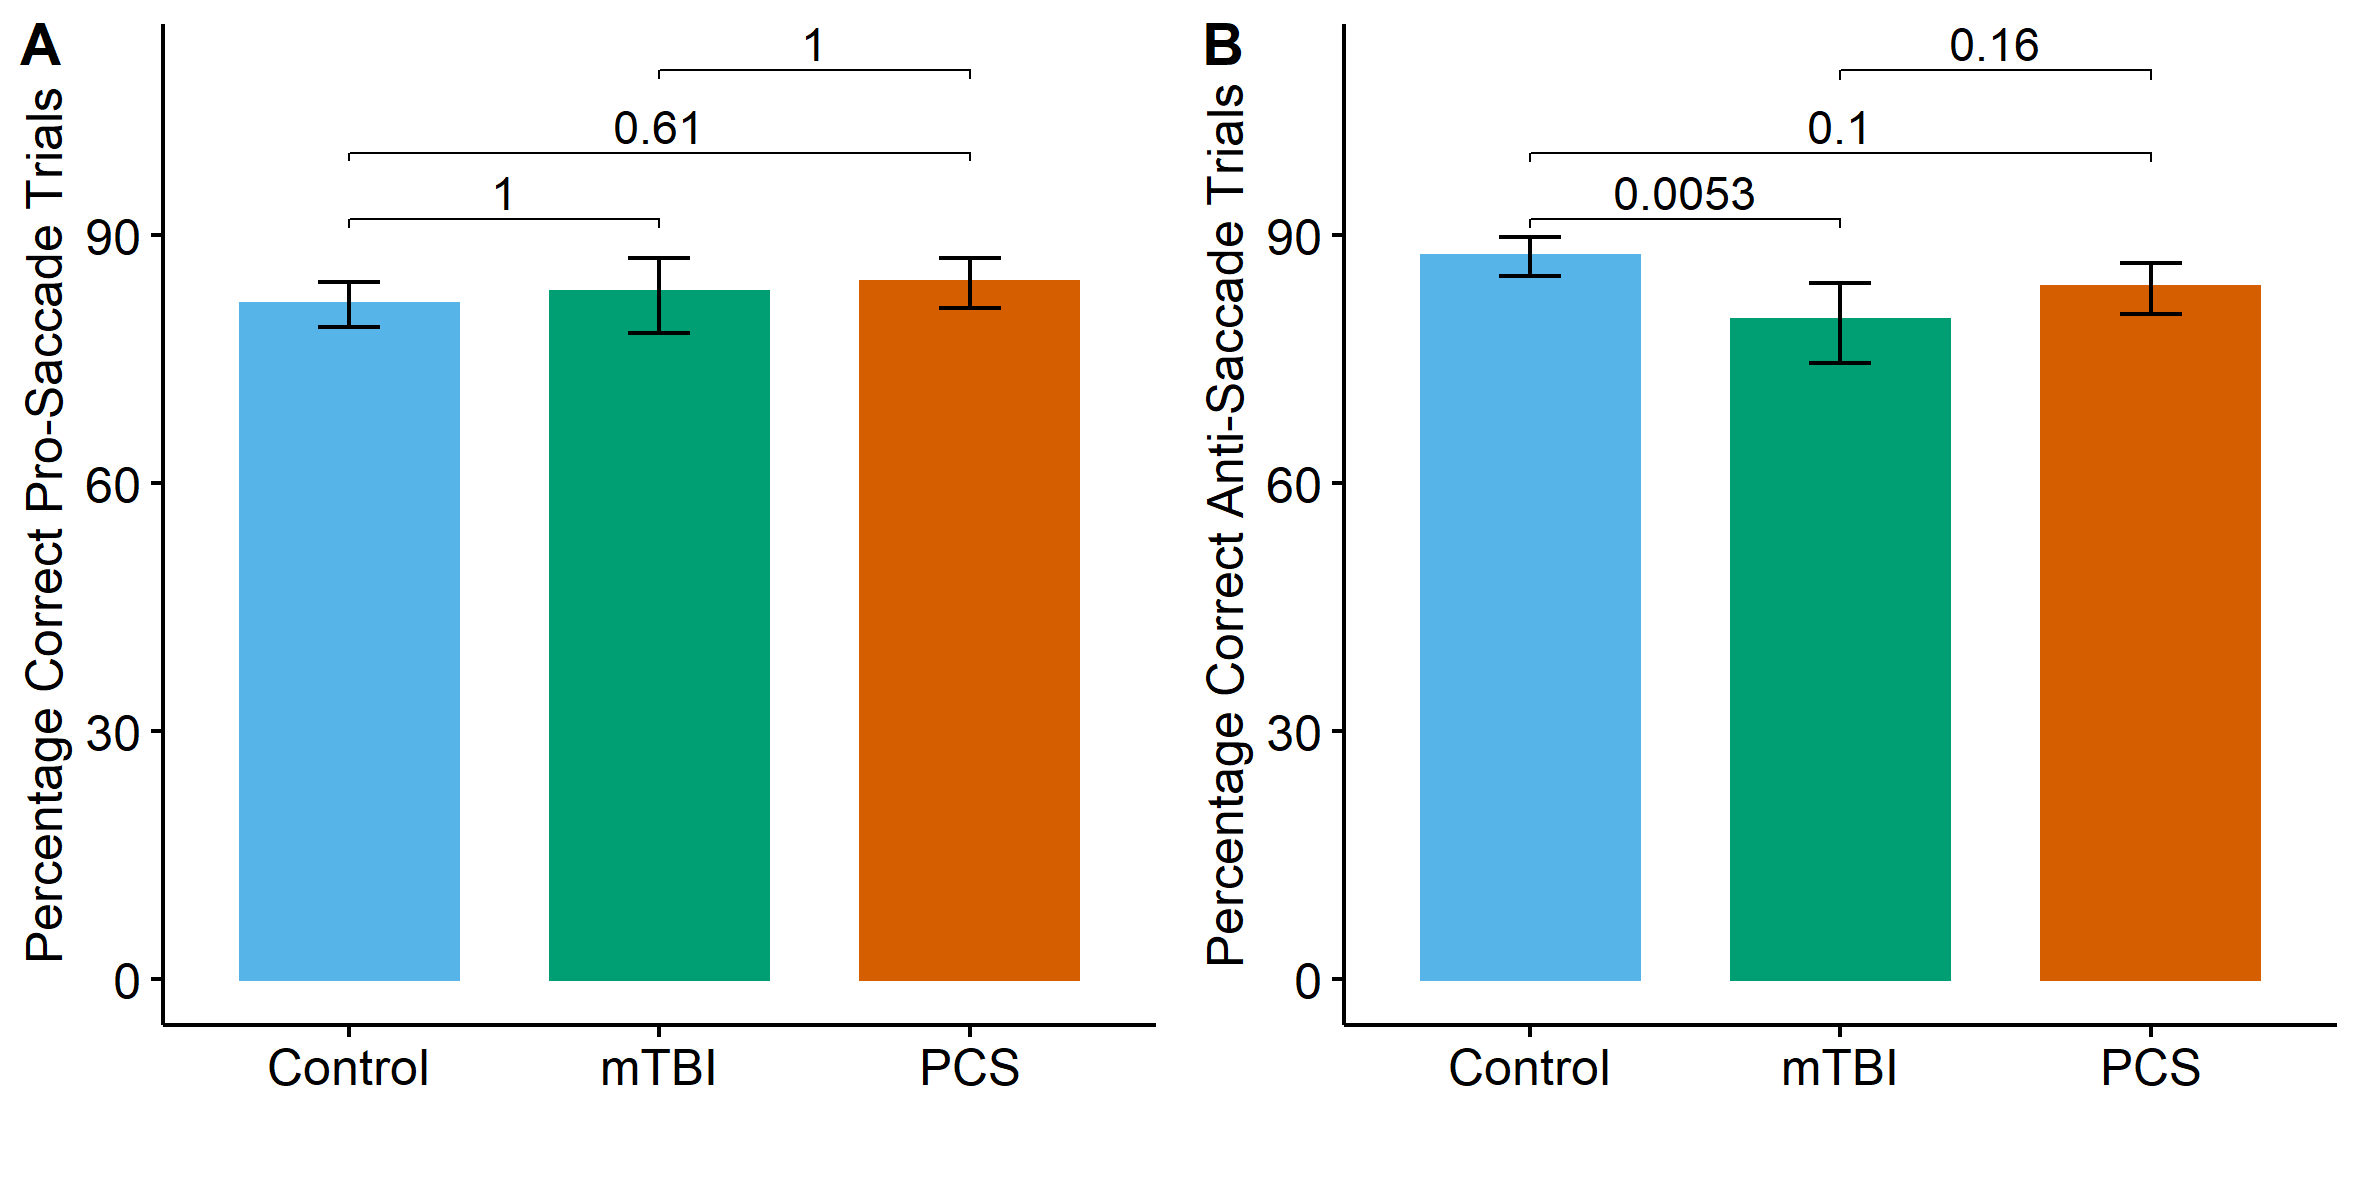 A
Percentage Correct Pro-Saccade Trials
1
0.61
1
90
60
30
0
Control
mTBI
PCS
B
Percentage Correct Anti-Saccade Trials
0.16
0.1
0.0053
90
60
30
0
Control
mTBI
PCS